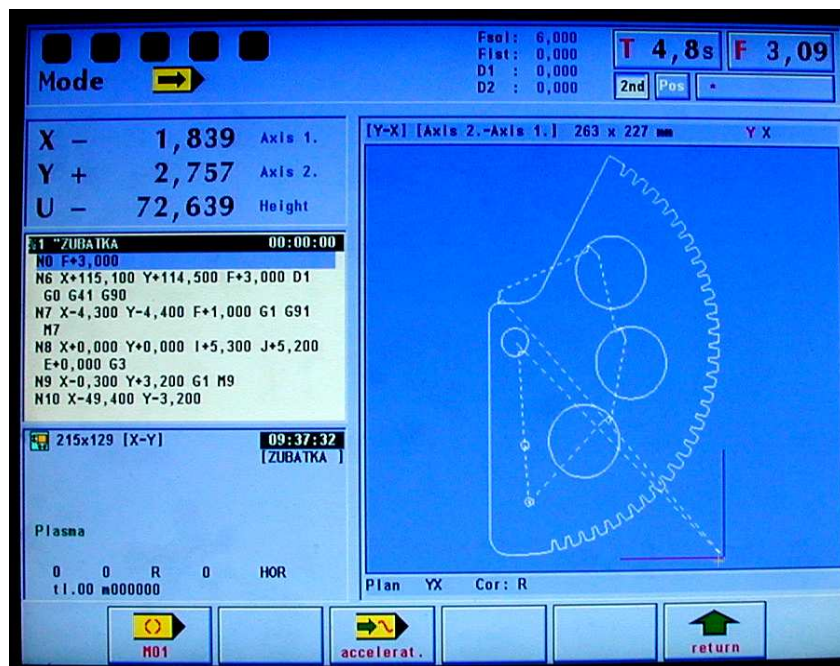 Mode
Fsol: 6,000
FIst: 0,000
D1 : 0,000
D2 : 0,000
T 4,8s
F 3,09
2nd
Pos
X - 1,839 Axis 1.
Y + 2,757 Axis 2.
U - 72,639 Height
[Y-X] [Axis 2.-Axis 1.] 263 x 227 mm Y X
1 "ZUBATKA 00:00:00
N0 F+3,000
N6 X+115,100 Y+114,500 F+3,000 D1
G0 G41 G90
N7 X-4,300 Y-4,400 F+1,000 G1 G91
M7
N8 X+0,000 Y+0,000 I+5,300 J+5,200
E+0,000 G3
N9 X-0,300 Y+3,200 G1 M9
N10 X-49,400 Y-3,200
215x129 [X-Y] 09:37:32
[ZUBATKA ]
Plasma
0 0 R 0 HOR
tl.00 m000000
Plan YX Cor: R
M01
accelerat.
return